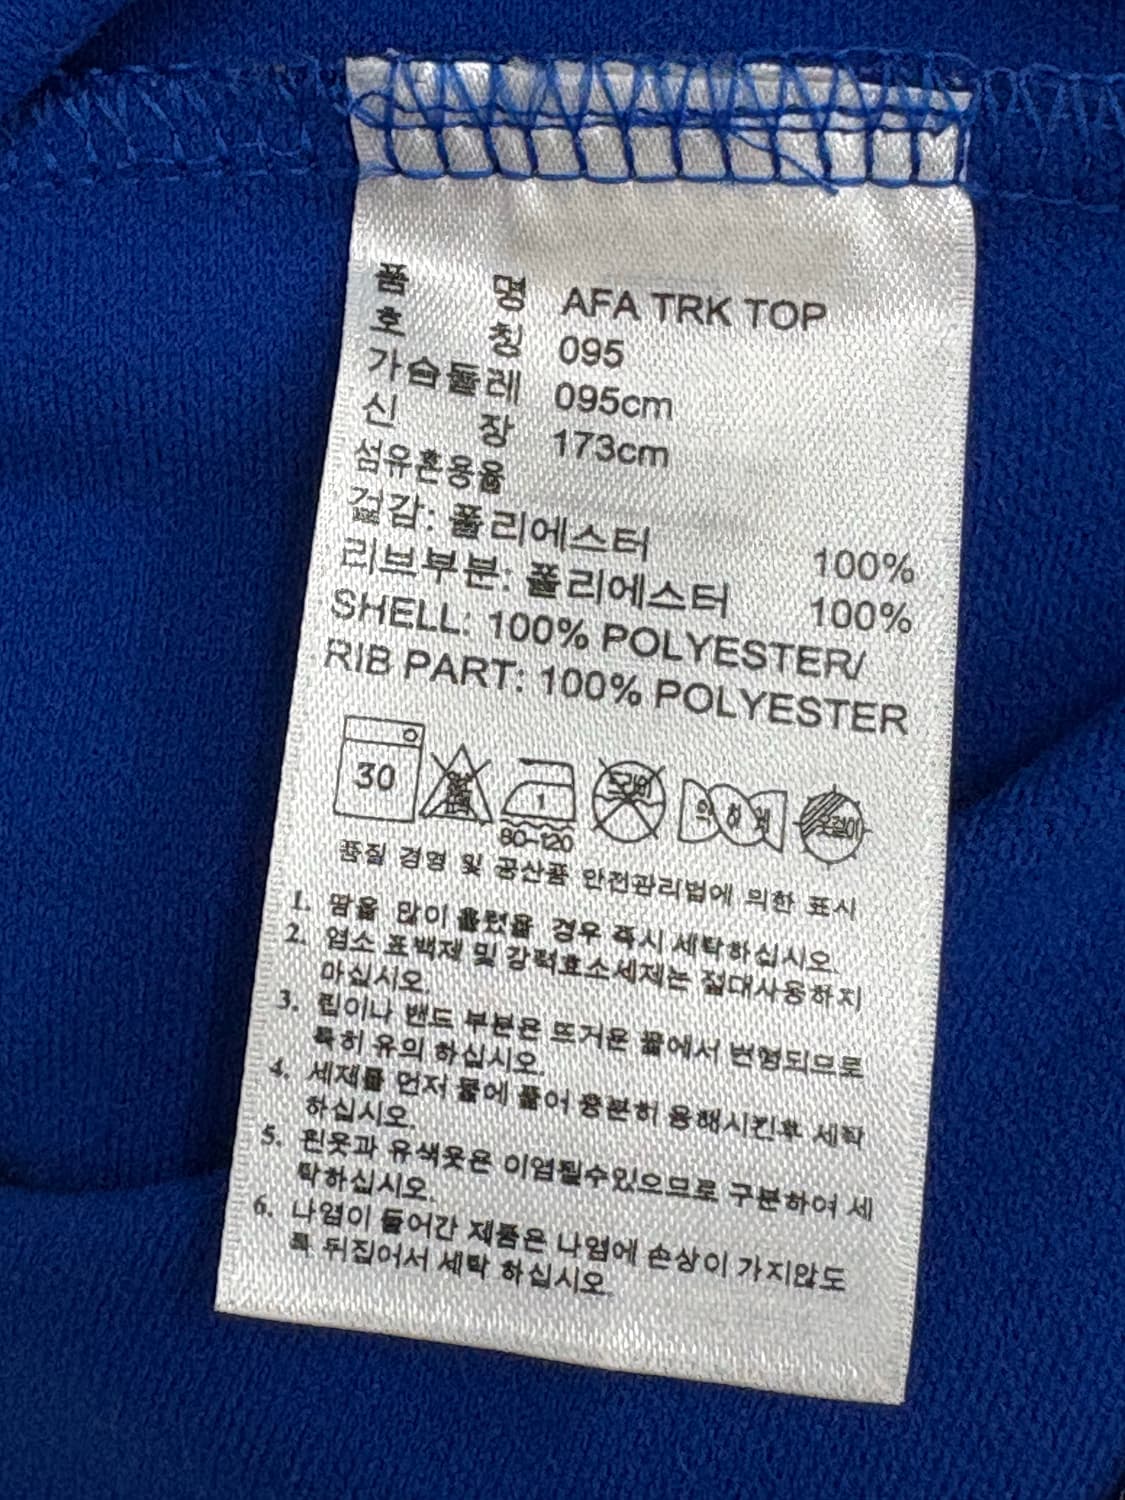 품 명 AFA TRK TOP
호 칭 095
가슴둘레 095cm
신 장 173cm
섬유혼용율
겉감: 폴리에스터 100%
리브부분: 폴리에스터 100%
SHELL: 100% POLYESTER/
RIB PART: 100% POLYESTER
30 1 드라이 약하게 옷걸이
80-120
품질 경영 및 공산품 안전관리법에 의한 표시
1. 땀을 많이 흘렸을 경우 즉시 세탁하십시오.
2. 염소 표백제 및 강력효소세제는 절대사용하지
마십시오.
3. 립이나 밴드 부분은 뜨거운 물에서 변형되므로
특히 유의 하십시오.
4. 세제를 먼저 물에 풀어 충분히 용해시킨후 세탁
하십시오.
5. 흰옷과 유색옷은 이염될수있으므로 구분하여 세
탁하십시오.
6. 나염이 들어간 제품은 나염에 손상이 가지않도
록 뒤집어서 세탁 하십시오.